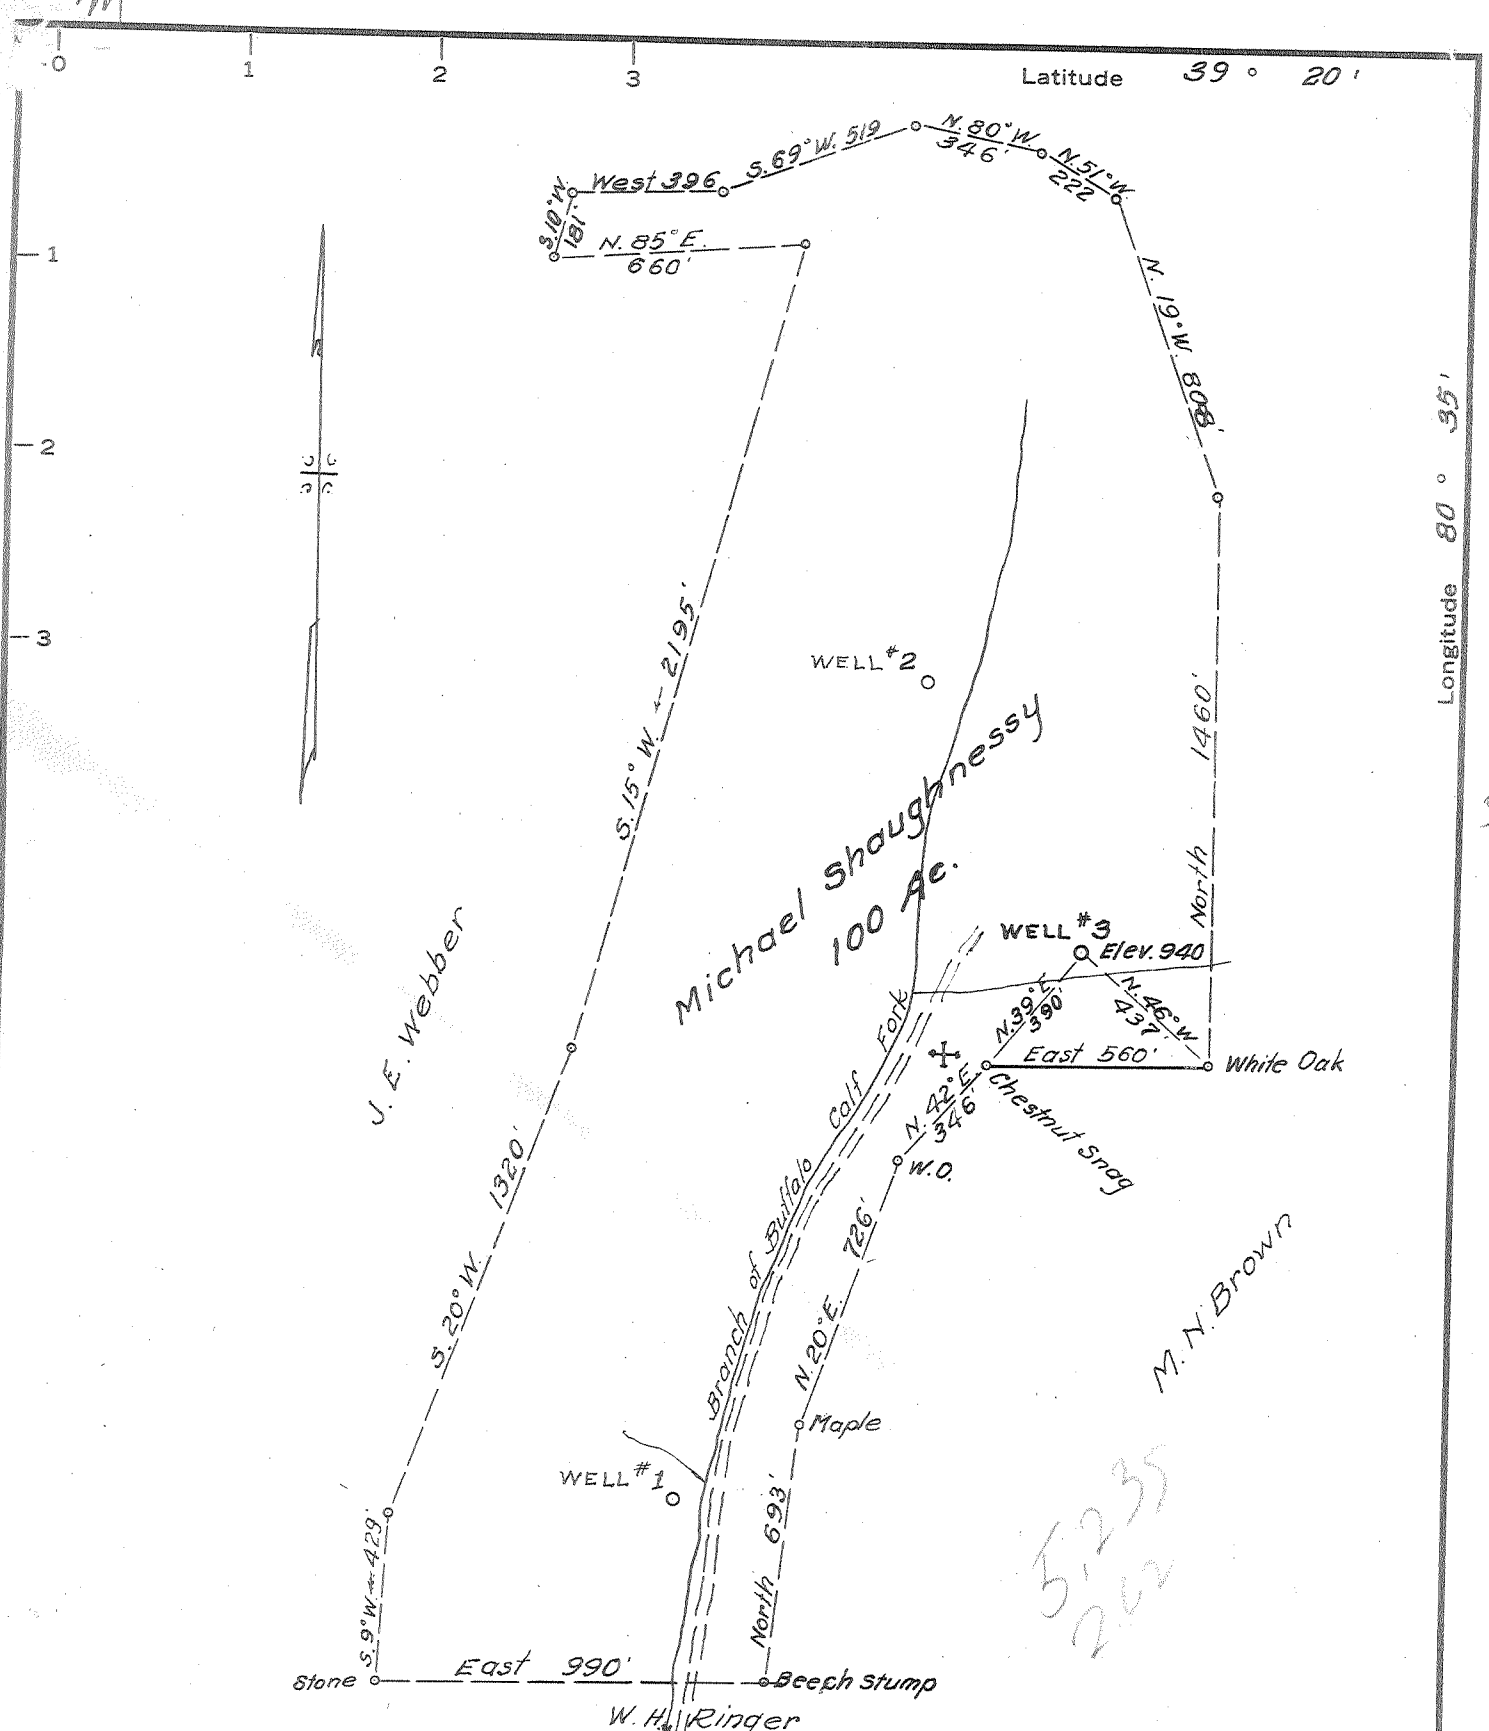 0 1 2 3
Latitude 39 ° 20 '
N. 80° W.
346'
S. 69° W. 519
N. 51° W.
222
West 396
S. 10° W.
181'
N. 85° E.
660'
1
N. 19° W. 808'
2
Longitude 80 ° 35 '
3
S. 15° W. 2195'
WELL #2
North 1460'
Michael Shaughnessy
100 Ac.
J. E. Webber
WELL #3
Elev. 940
N. 39° E.
390'
N. 46° W
437'
East 560'
White Oak
Chestnut Snag
N. 42° E.
346'
W.O.
Branch of Buffalo Calf Fork
S. 20° W. 1320'
N. 20° E. 726'
M. N. Brown
Maple
WELL #1
North 693'
5,235
2.02
S. 9° W. 429'
Stone
East 990'
Beech Stump
W. H. Ringer